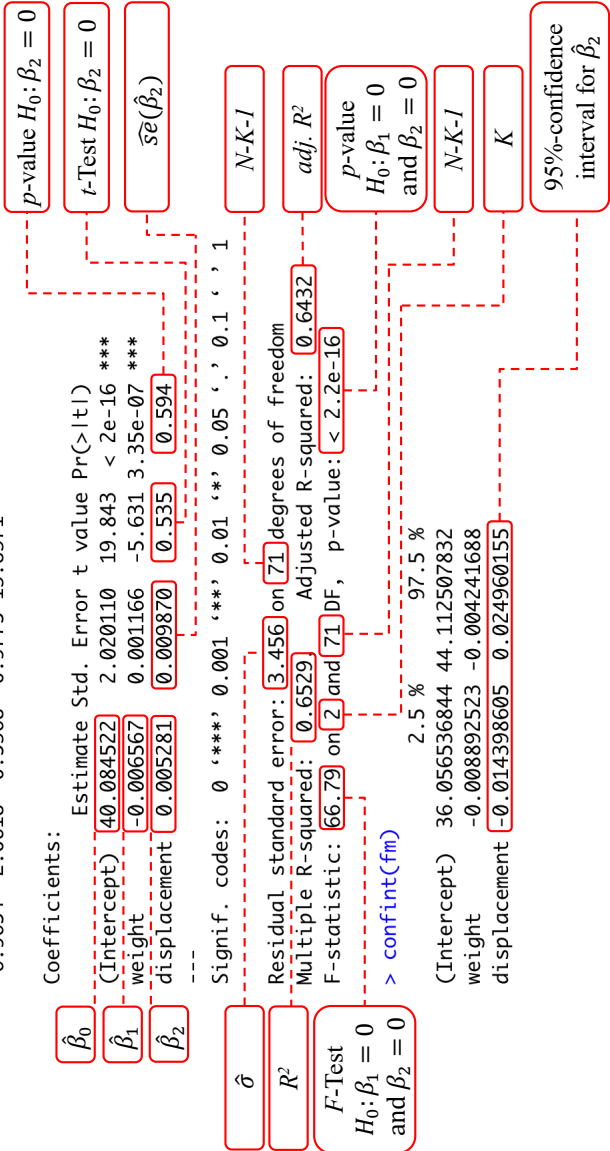 Coefficients:
Estimate Std. Error t value Pr(>|t|)
(Intercept) 40.084522 2.020110 19.843 < 2e-16 ***
weight -0.006567 0.001166 -5.631 3.35e-07 ***
displacement 0.005281 0.009870 0.535 0.594
---
Signif. codes: 0 ‘***’ 0.001 ‘**’ 0.01 ‘*’ 0.05 ‘.’ 0.1 ‘ ’ 1
Residual standard error: 3.456 on 71 degrees of freedom
Multiple R-squared: 0.6529, Adjusted R-squared: 0.6432
F-statistic: 66.79 on 2 and 71 DF, p-value: < 2.2e-16
> confint(fm)
2.5 % 97.5 %
(Intercept) 36.056536844 44.112507832
weight -0.008892523 -0.004241688
displacement -0.014398605 0.024960155
β̂₀
β̂₁
β̂₂
σ̂
R²
F-Test
H₀: β₁ = 0
and β₂ = 0
p-value H₀: β₂ = 0
t-Test H₀: β₂ = 0
ŝe(β̂₂)
N-K-1
adj. R²
p-value
H₀: β₁ = 0
and β₂ = 0
N-K-1
K
95%-confidence
interval for β̂₂